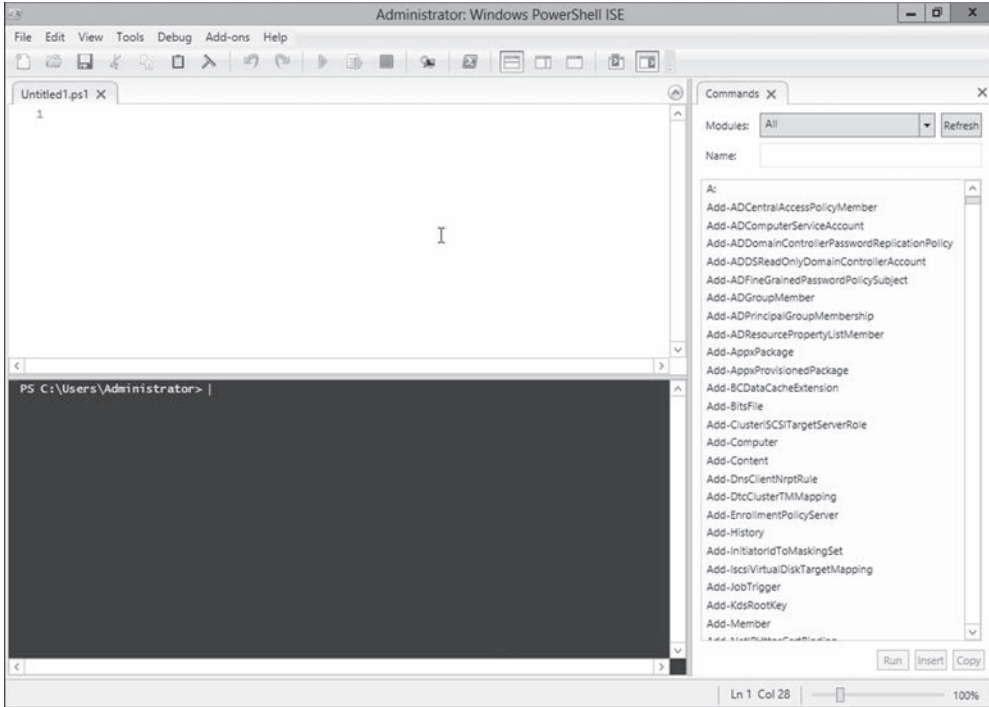 Administrator: Windows PowerShell ISE
File Edit View Tools Debug Add-ons Help
Untitled1.ps1
1
PS C:\Users\Administrator>
Commands
Modules: All Refresh
Name:
A:
Add-ADCentralAccessPolicyMember
Add-ADComputerServiceAccount
Add-ADDomainControllerPasswordReplicationPolicy
Add-ADDSReadOnlyDomainControllerAccount
Add-ADFineGrainedPasswordPolicySubject
Add-ADGroupMember
Add-ADPrincipalGroupMembership
Add-ADResourcePropertyListMember
Add-AppxPackage
Add-AppxProvisionedPackage
Add-BCDataCacheExtension
Add-BitsFile
Add-ClusteriSCSITargetServerRole
Add-Computer
Add-Content
Add-DnsClientNrptRule
Add-DtcClusterTMMapping
Add-EnrollmentPolicyServer
Add-History
Add-InitiatorIdToMaskingSet
Add-IscsiVirtualDiskTargetMapping
Add-JobTrigger
Add-KdsRootKey
Add-Member
Run Insert Copy
Ln 1 Col 28 100%